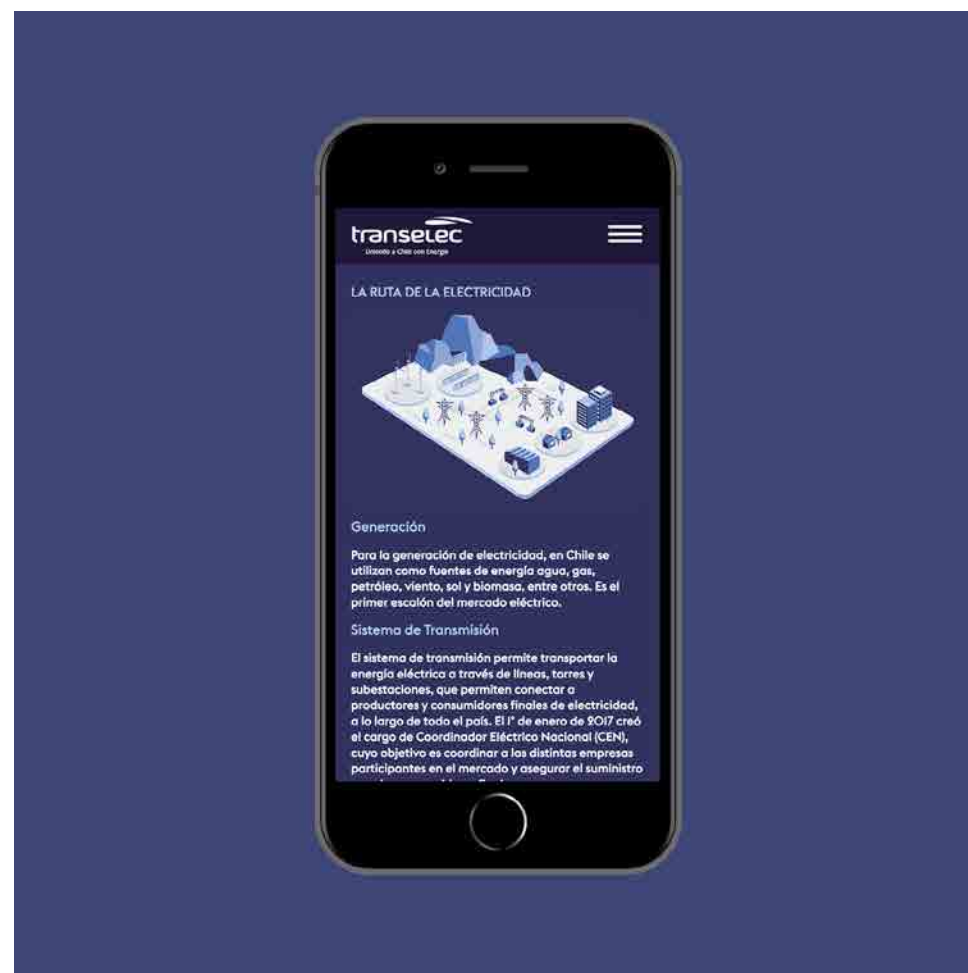 transelec
Uniendo a Chile con Energía
LA RUTA DE LA ELECTRICIDAD
Generación
Para la generación de electricidad, en Chile se
utilizan como fuentes de energía agua, gas,
petróleo, viento, sol y biomasa, entre otros. Es el
primer escalón del mercado eléctrico.
Sistema de Transmisión
El sistema de transmisión permite transportar la
energía eléctrica a través de líneas, torres y
subestaciones, que permiten conectar a
productores y consumidores finales de electricidad,
a lo largo de todo el país. El 1° de enero de 2017 creó
el cargo de Coordinador Eléctrico Nacional (CEN),
cuyo objetivo es coordinar a las distintas empresas
participantes en el mercado y asegurar el suministro